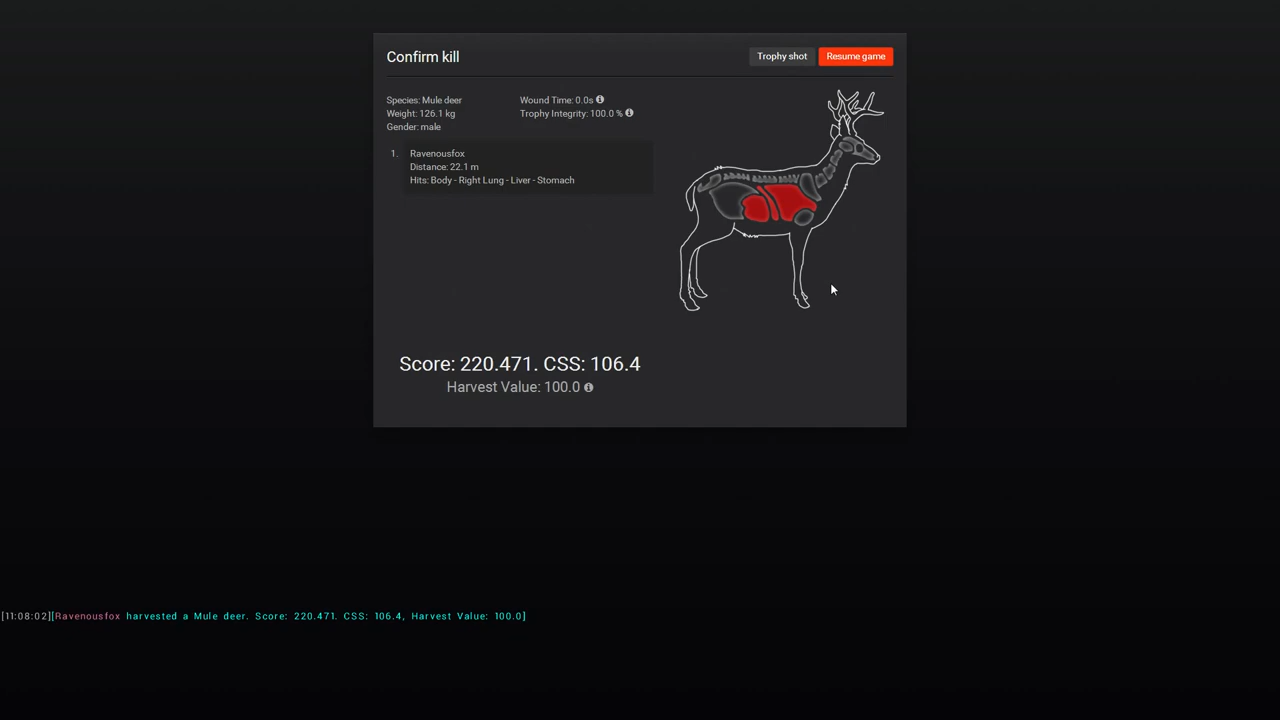 Confirm kill
Trophy shot
Resume game
Species: Mule deer
Weight: 126.1 kg
Gender: male
Wound Time: 0.0s
Trophy Integrity: 100.0 %
1.
Ravenousfox
Distance: 22.1 m
Hits: Body - Right Lung - Liver - Stomach
Score: 220.471. CSS: 106.4
Harvest Value: 100.0
[11:08:02][Ravenousfox harvested a Mule deer. Score: 220.471. CSS: 106.4, Harvest Value: 100.0]